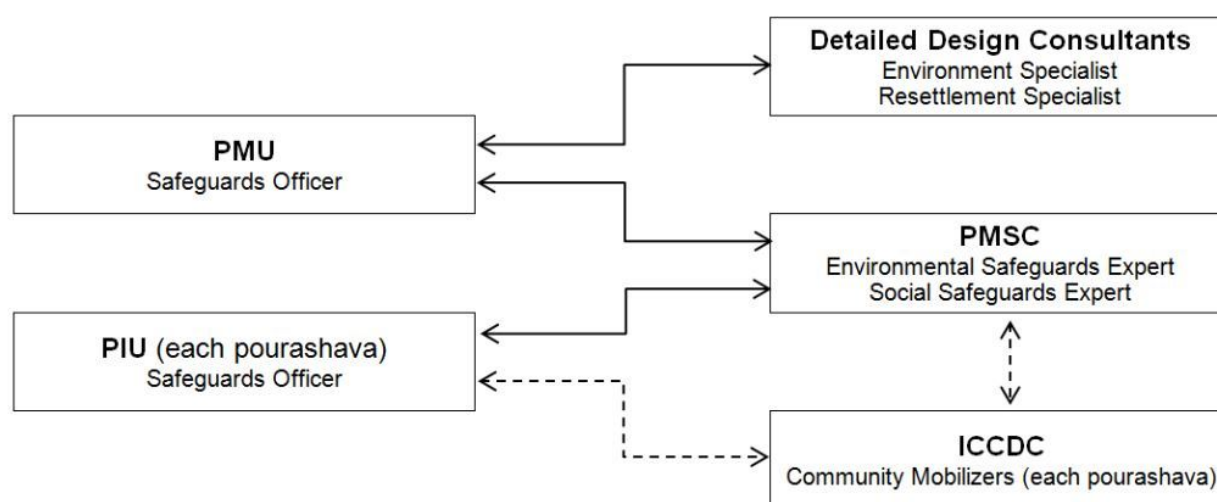 Detailed Design Consultants
Environment Specialist
Resettlement Specialist
PMU
Safeguards Officer
PMSC
Environmental Safeguards Expert
Social Safeguards Expert
PIU (each pourashava)
Safeguards Officer
ICCDC
Community Mobilizers (each pourashava)